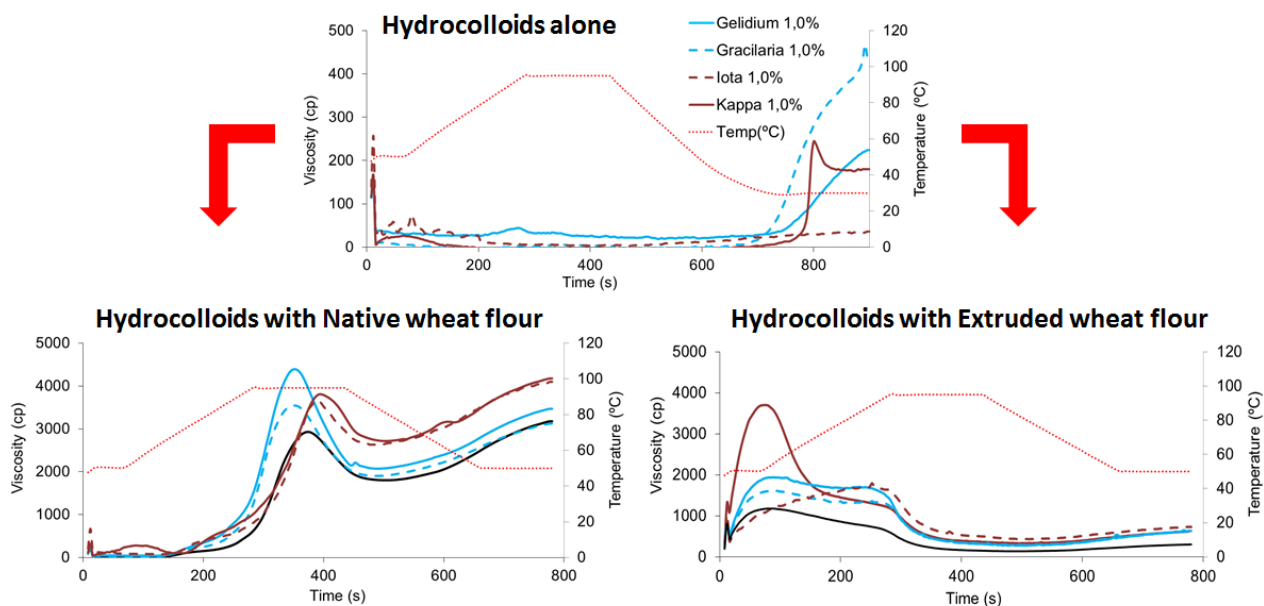 Hydrocolloids alone
500
400
300
200
100
0
Viscosity (cp)
Gelidium 1,0%
Gracilaria 1,0%
Iota 1,0%
Kappa 1,0%
Temp(ºC)
120
100
80
60
40
20
0
Temperature (ºC)
0 200 400 600 800
Time (s)
Hydrocolloids with Native wheat flour
5000
4000
3000
2000
1000
0
Viscosity (cp)
120
100
80
60
40
20
0
Temperature (ºC)
0 200 400 600 800
Time (s)
Hydrocolloids with Extruded wheat flour
5000
4000
3000
2000
1000
0
Viscosity (cp)
120
100
80
60
40
20
0
Temperature (ºC)
0 200 400 600 800
Time (s)